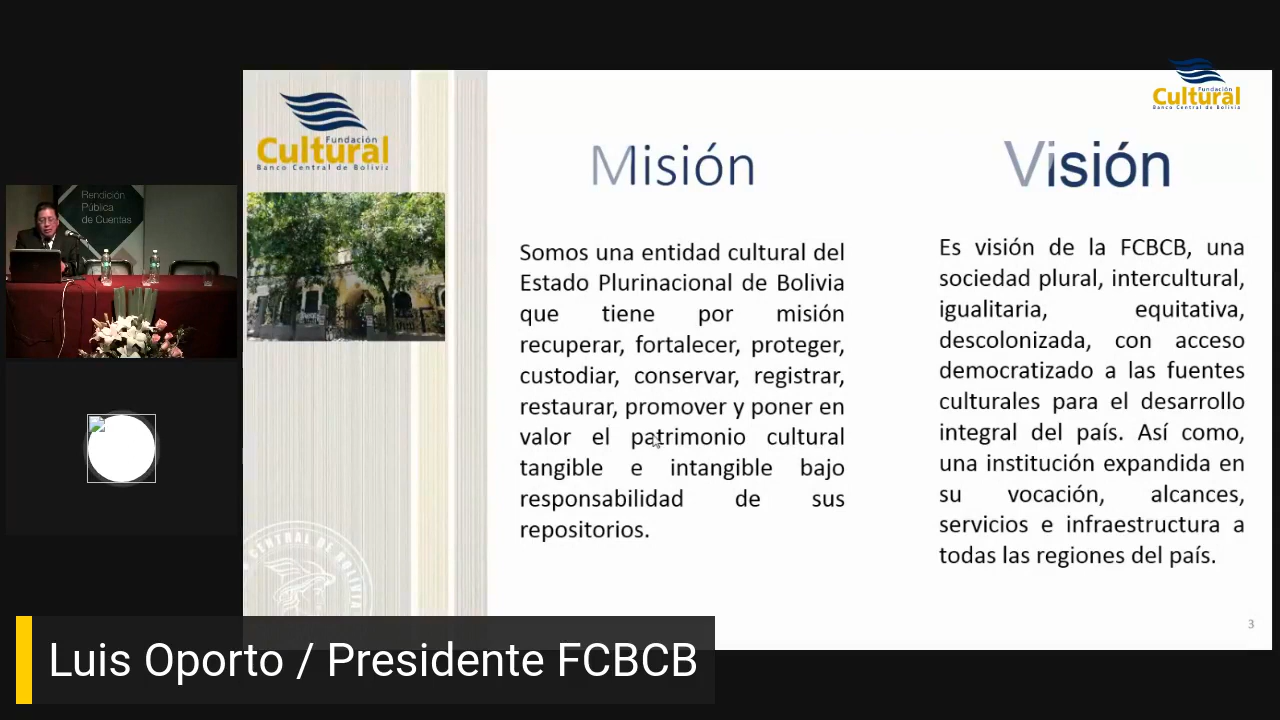 Fundación
Cultural
Banco Central de Bolivia
Fundación
Cultural
Banco Central de Bolivia
Rendición
Pública
de Cuentas
Misión
Somos una entidad cultural del
Estado Plurinacional de Bolivia
que tiene por misión
recuperar, fortalecer, proteger,
custodiar, conservar, registrar,
restaurar, promover y poner en
valor el patrimonio cultural
tangible e intangible bajo
responsabilidad de sus
repositorios.
Visión
Es visión de la FCBCB, una
sociedad plural, intercultural,
igualitaria, equitativa,
descolonizada, con acceso
democratizado a las fuentes
culturales para el desarrollo
integral del país. Así como,
una institución expandida en
su vocación, alcances,
servicios e infraestructura a
todas las regiones del país.
CENTRAL DE BOLIVIA
3
Luis Oporto / Presidente FCBCB